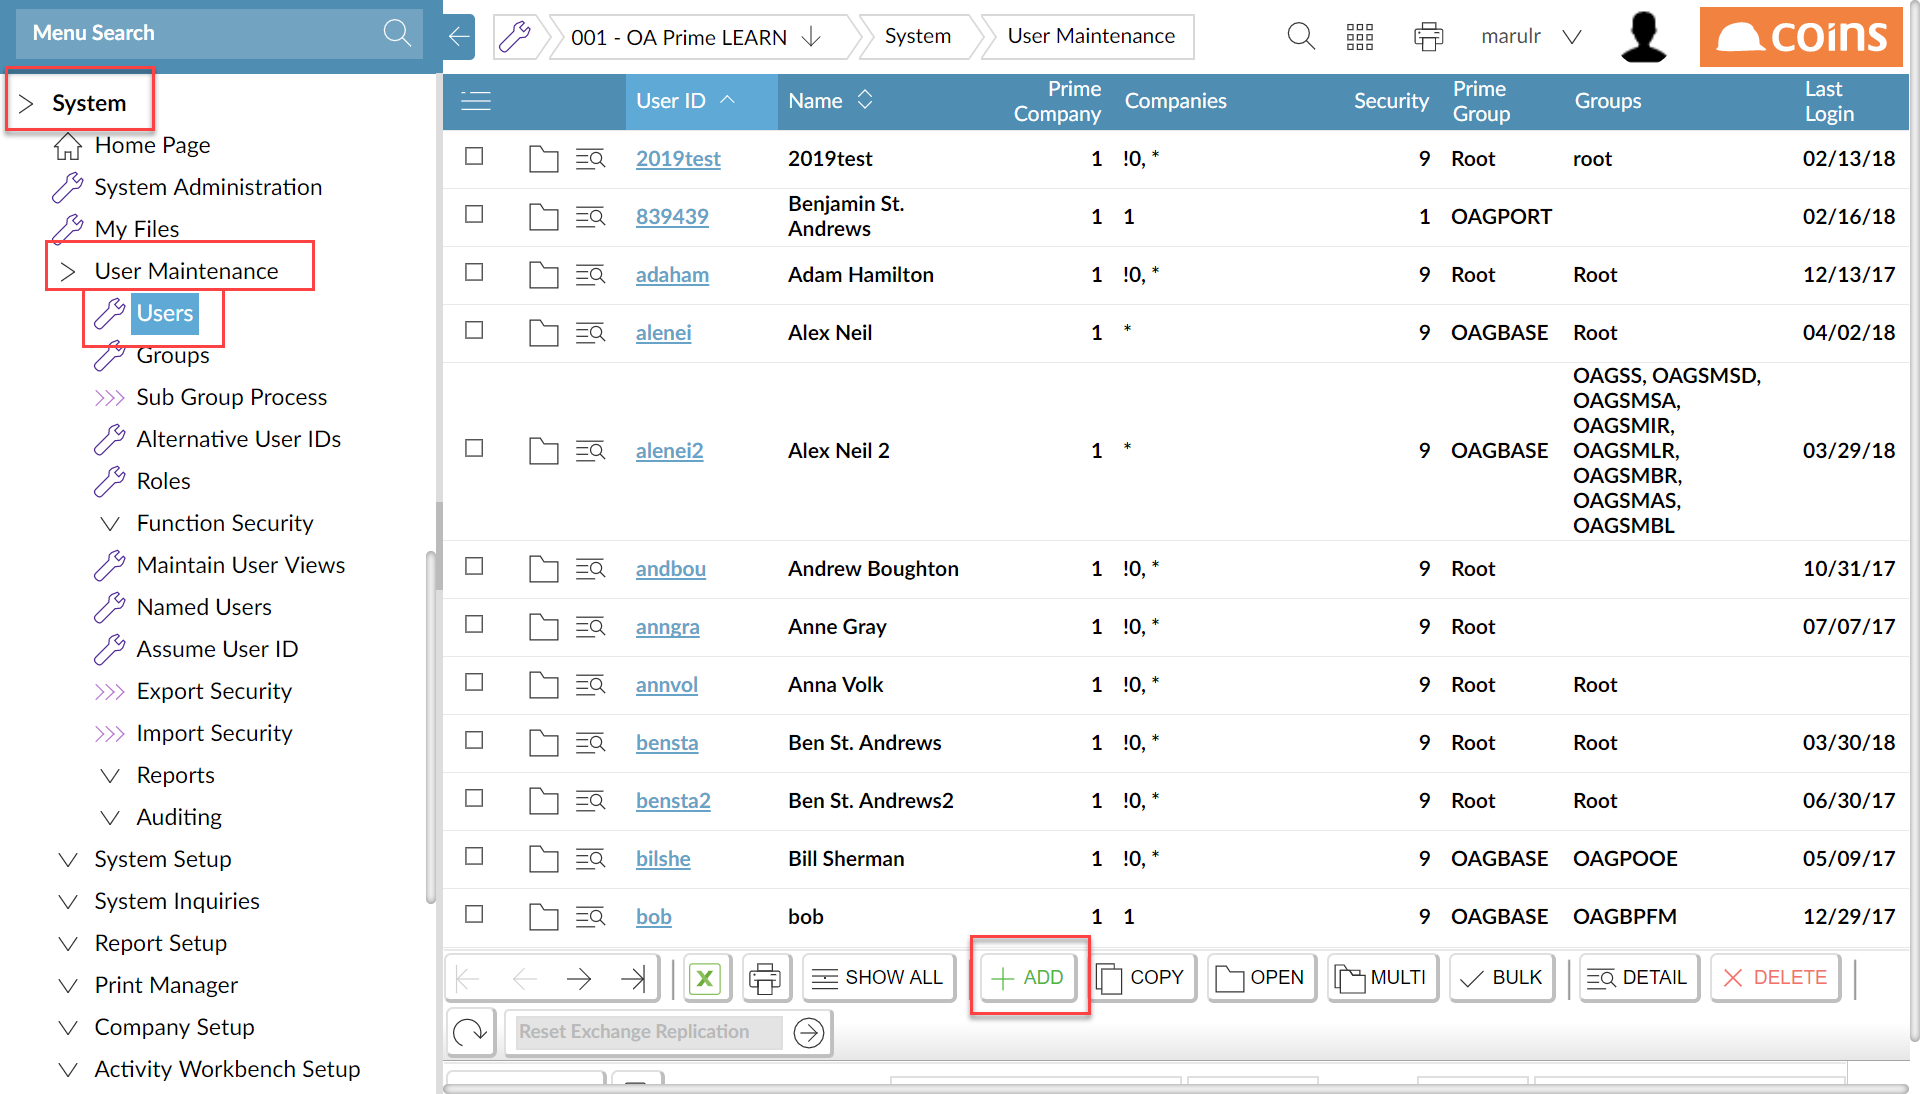 Menu Search
001 - OA Prime LEARN
System
User Maintenance
marulr
coins
System
Home Page
System Administration
My Files
User Maintenance
Users
Groups
Sub Group Process
Alternative User IDs
Roles
Function Security
Maintain User Views
Named Users
Assume User ID
Export Security
Import Security
Reports
Auditing
System Setup
System Inquiries
Report Setup
Print Manager
Company Setup
Activity Workbench Setup
User ID Name Prime Company Companies Security Prime Group Groups Last Login
2019test 2019test 1 !0, * 9 Root root 02/13/18
839439 Benjamin St. Andrews 1 1 1 OAGPORT 02/16/18
adaham Adam Hamilton 1 !0, * 9 Root Root 12/13/17
alenei Alex Neil 1 * 9 OAGBASE Root 04/02/18
alenei2 Alex Neil 2 1 * 9 OAGBASE OAGSS, OAGSMSD, OAGSMSA, OAGSMIR, OAGSMLR, OAGSMBR, OAGSMAS, OAGSMBL 03/29/18
andbou Andrew Boughton 1 !0, * 9 Root 10/31/17
anngra Anne Gray 1 !0, * 9 Root 07/07/17
annvol Anna Volk 1 !0, * 9 Root Root
bensta Ben St. Andrews 1 !0, * 9 Root Root 03/30/18
bensta2 Ben St. Andrews2 1 !0, * 9 Root Root 06/30/17
bilshe Bill Sherman 1 !0, * 9 OAGBASE OAGPOOE 05/09/17
bob bob 1 1 9 OAGBASE OAGBPFM 12/29/17
X SHOW ALL ADD COPY OPEN MULTI BULK DETAIL DELETE
Reset Exchange Replication